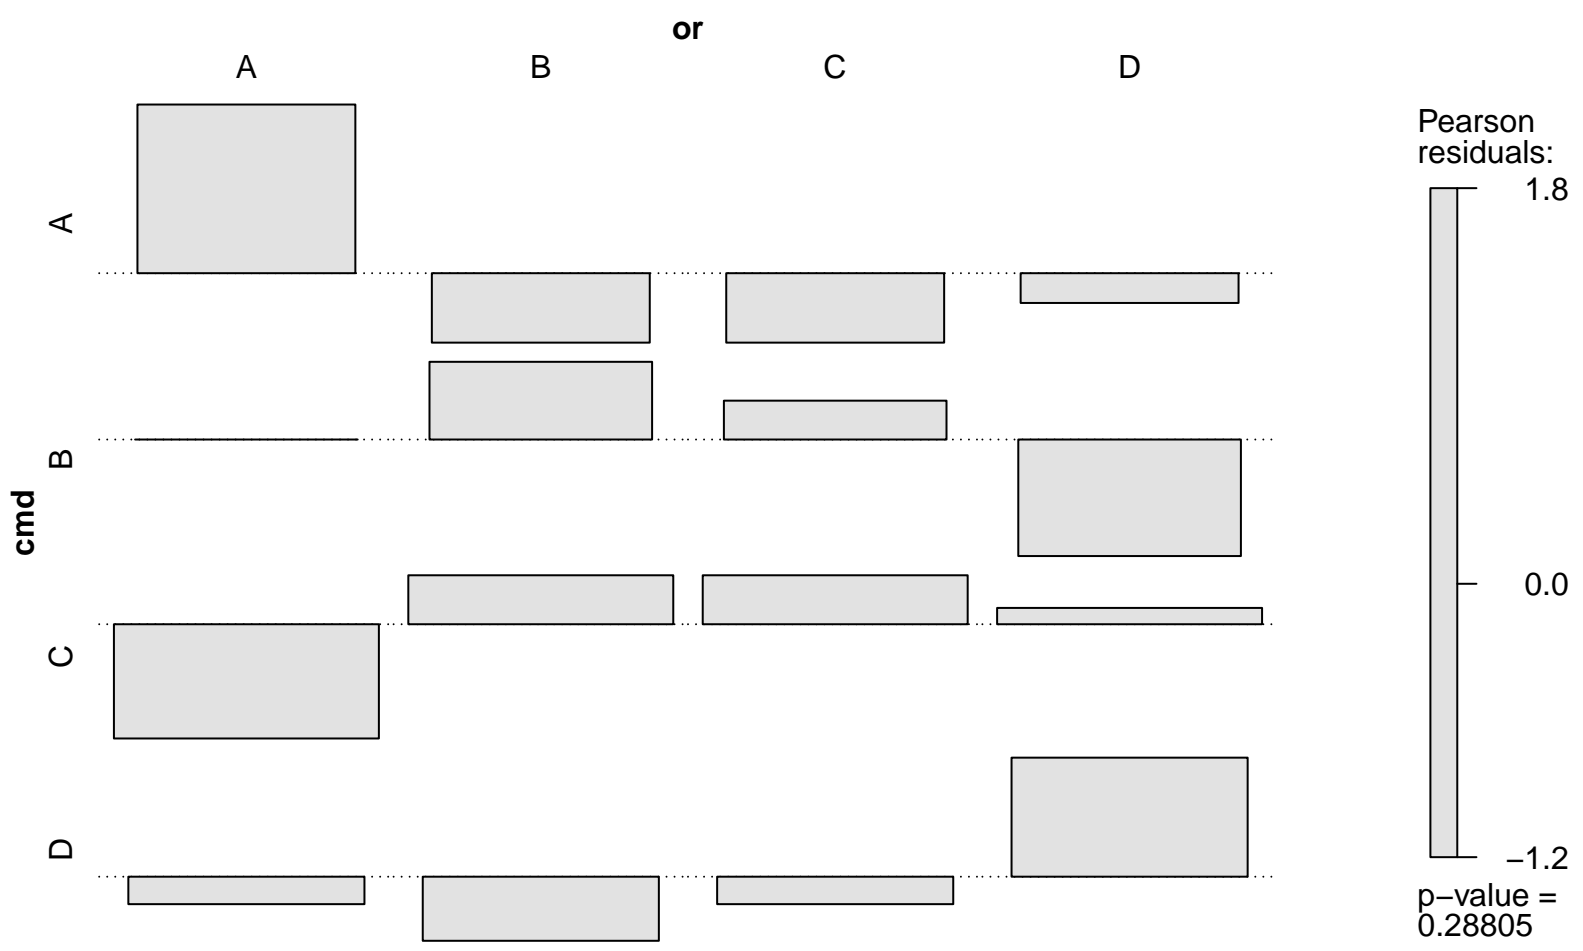 or
A B C D
Pearson
residuals:
1.8
A
B
cmd
0.0
C
D
−1.2
p−value =
0.28805